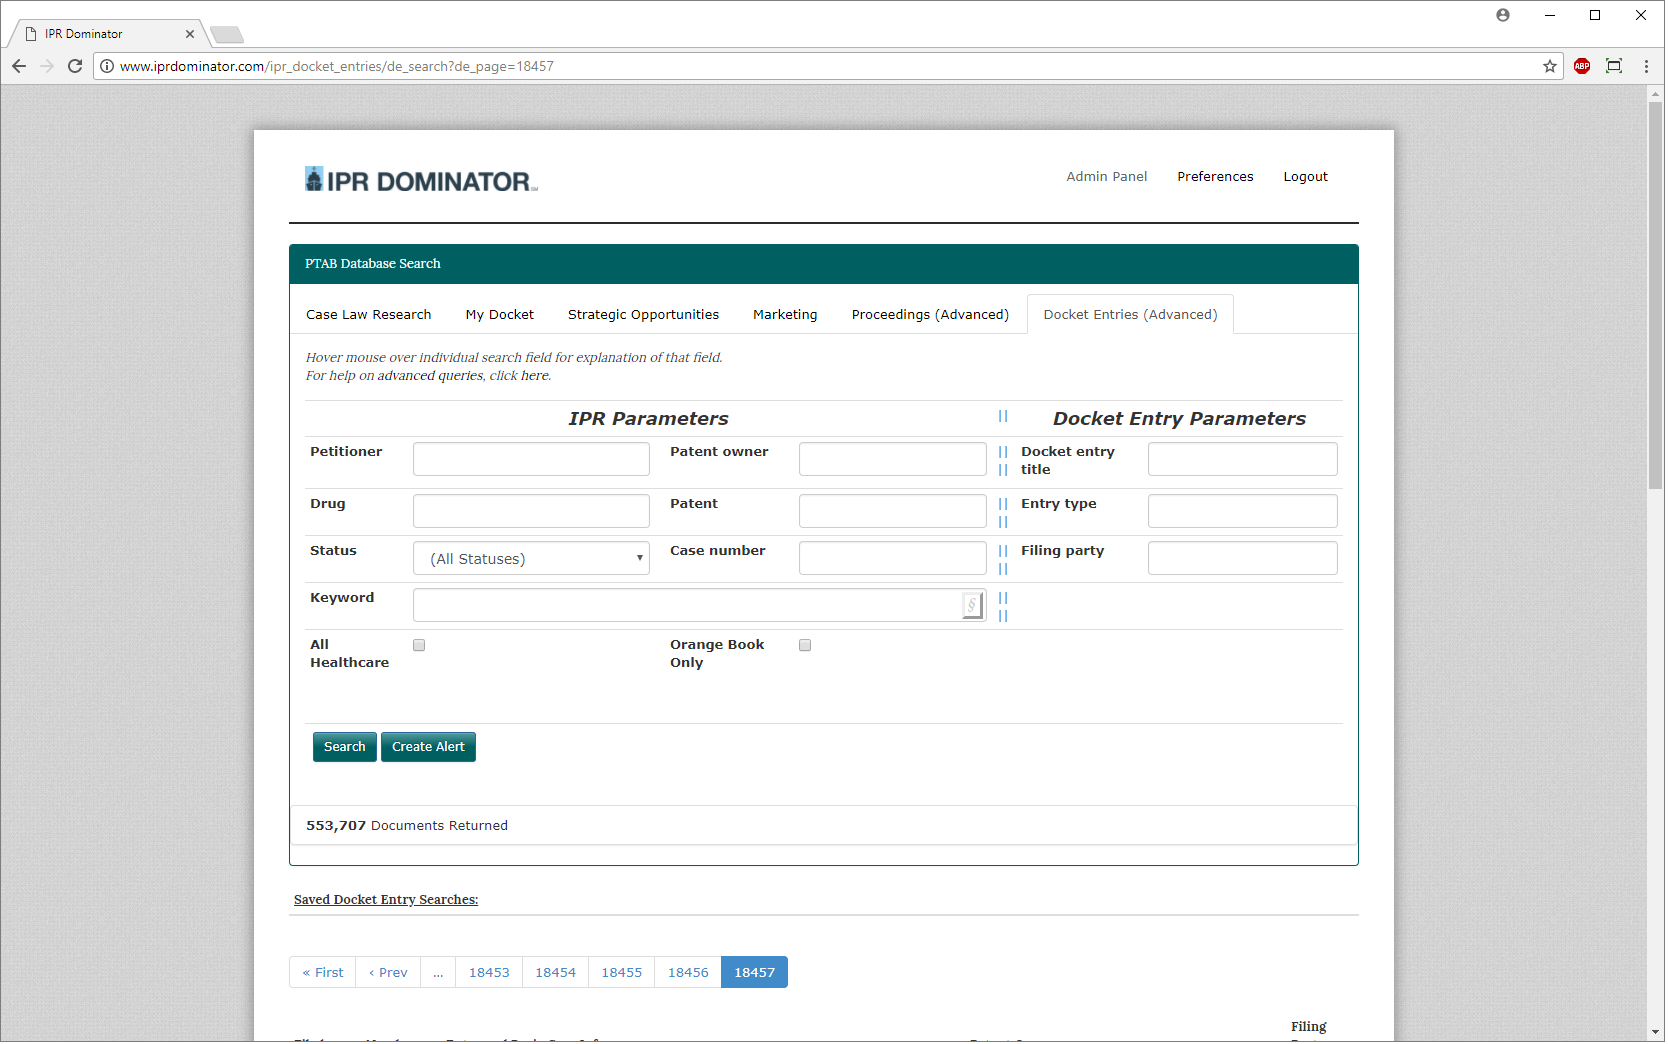 IPR Dominator
www.iprdominator.com/ipr_docket_entries/de_search?de_page=18457
ABP
IPR DOMINATOR
Admin Panel Preferences Logout
PTAB Database Search
Case Law Research My Docket Strategic Opportunities Marketing Proceedings (Advanced) Docket Entries (Advanced)
Hover mouse over individual search field for explanation of that field.
For help on advanced queries, click here.
IPR Parameters || Docket Entry Parameters
Petitioner Patent owner || Docket entry
|| title
Drug Patent || Entry type
||
Status (All Statuses) Case number || Filing party
||
Keyword § ||
||
All Orange Book
Healthcare Only
Search Create Alert
553,707 Documents Returned
Saved Docket Entry Searches:
« First ‹ Prev ... 18453 18454 18455 18456 18457
Filing